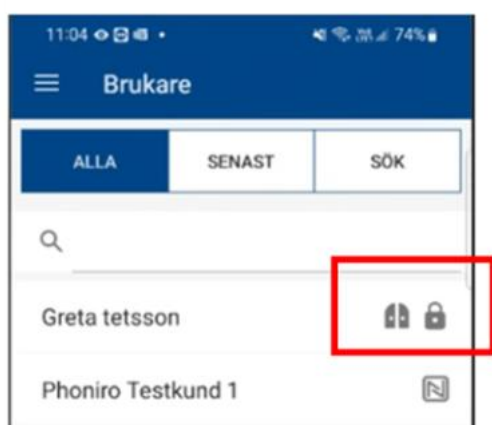 11:04
74%
Brukare
ALLA SENAST SÖK
Greta tetsson
Phoniro Testkund 1